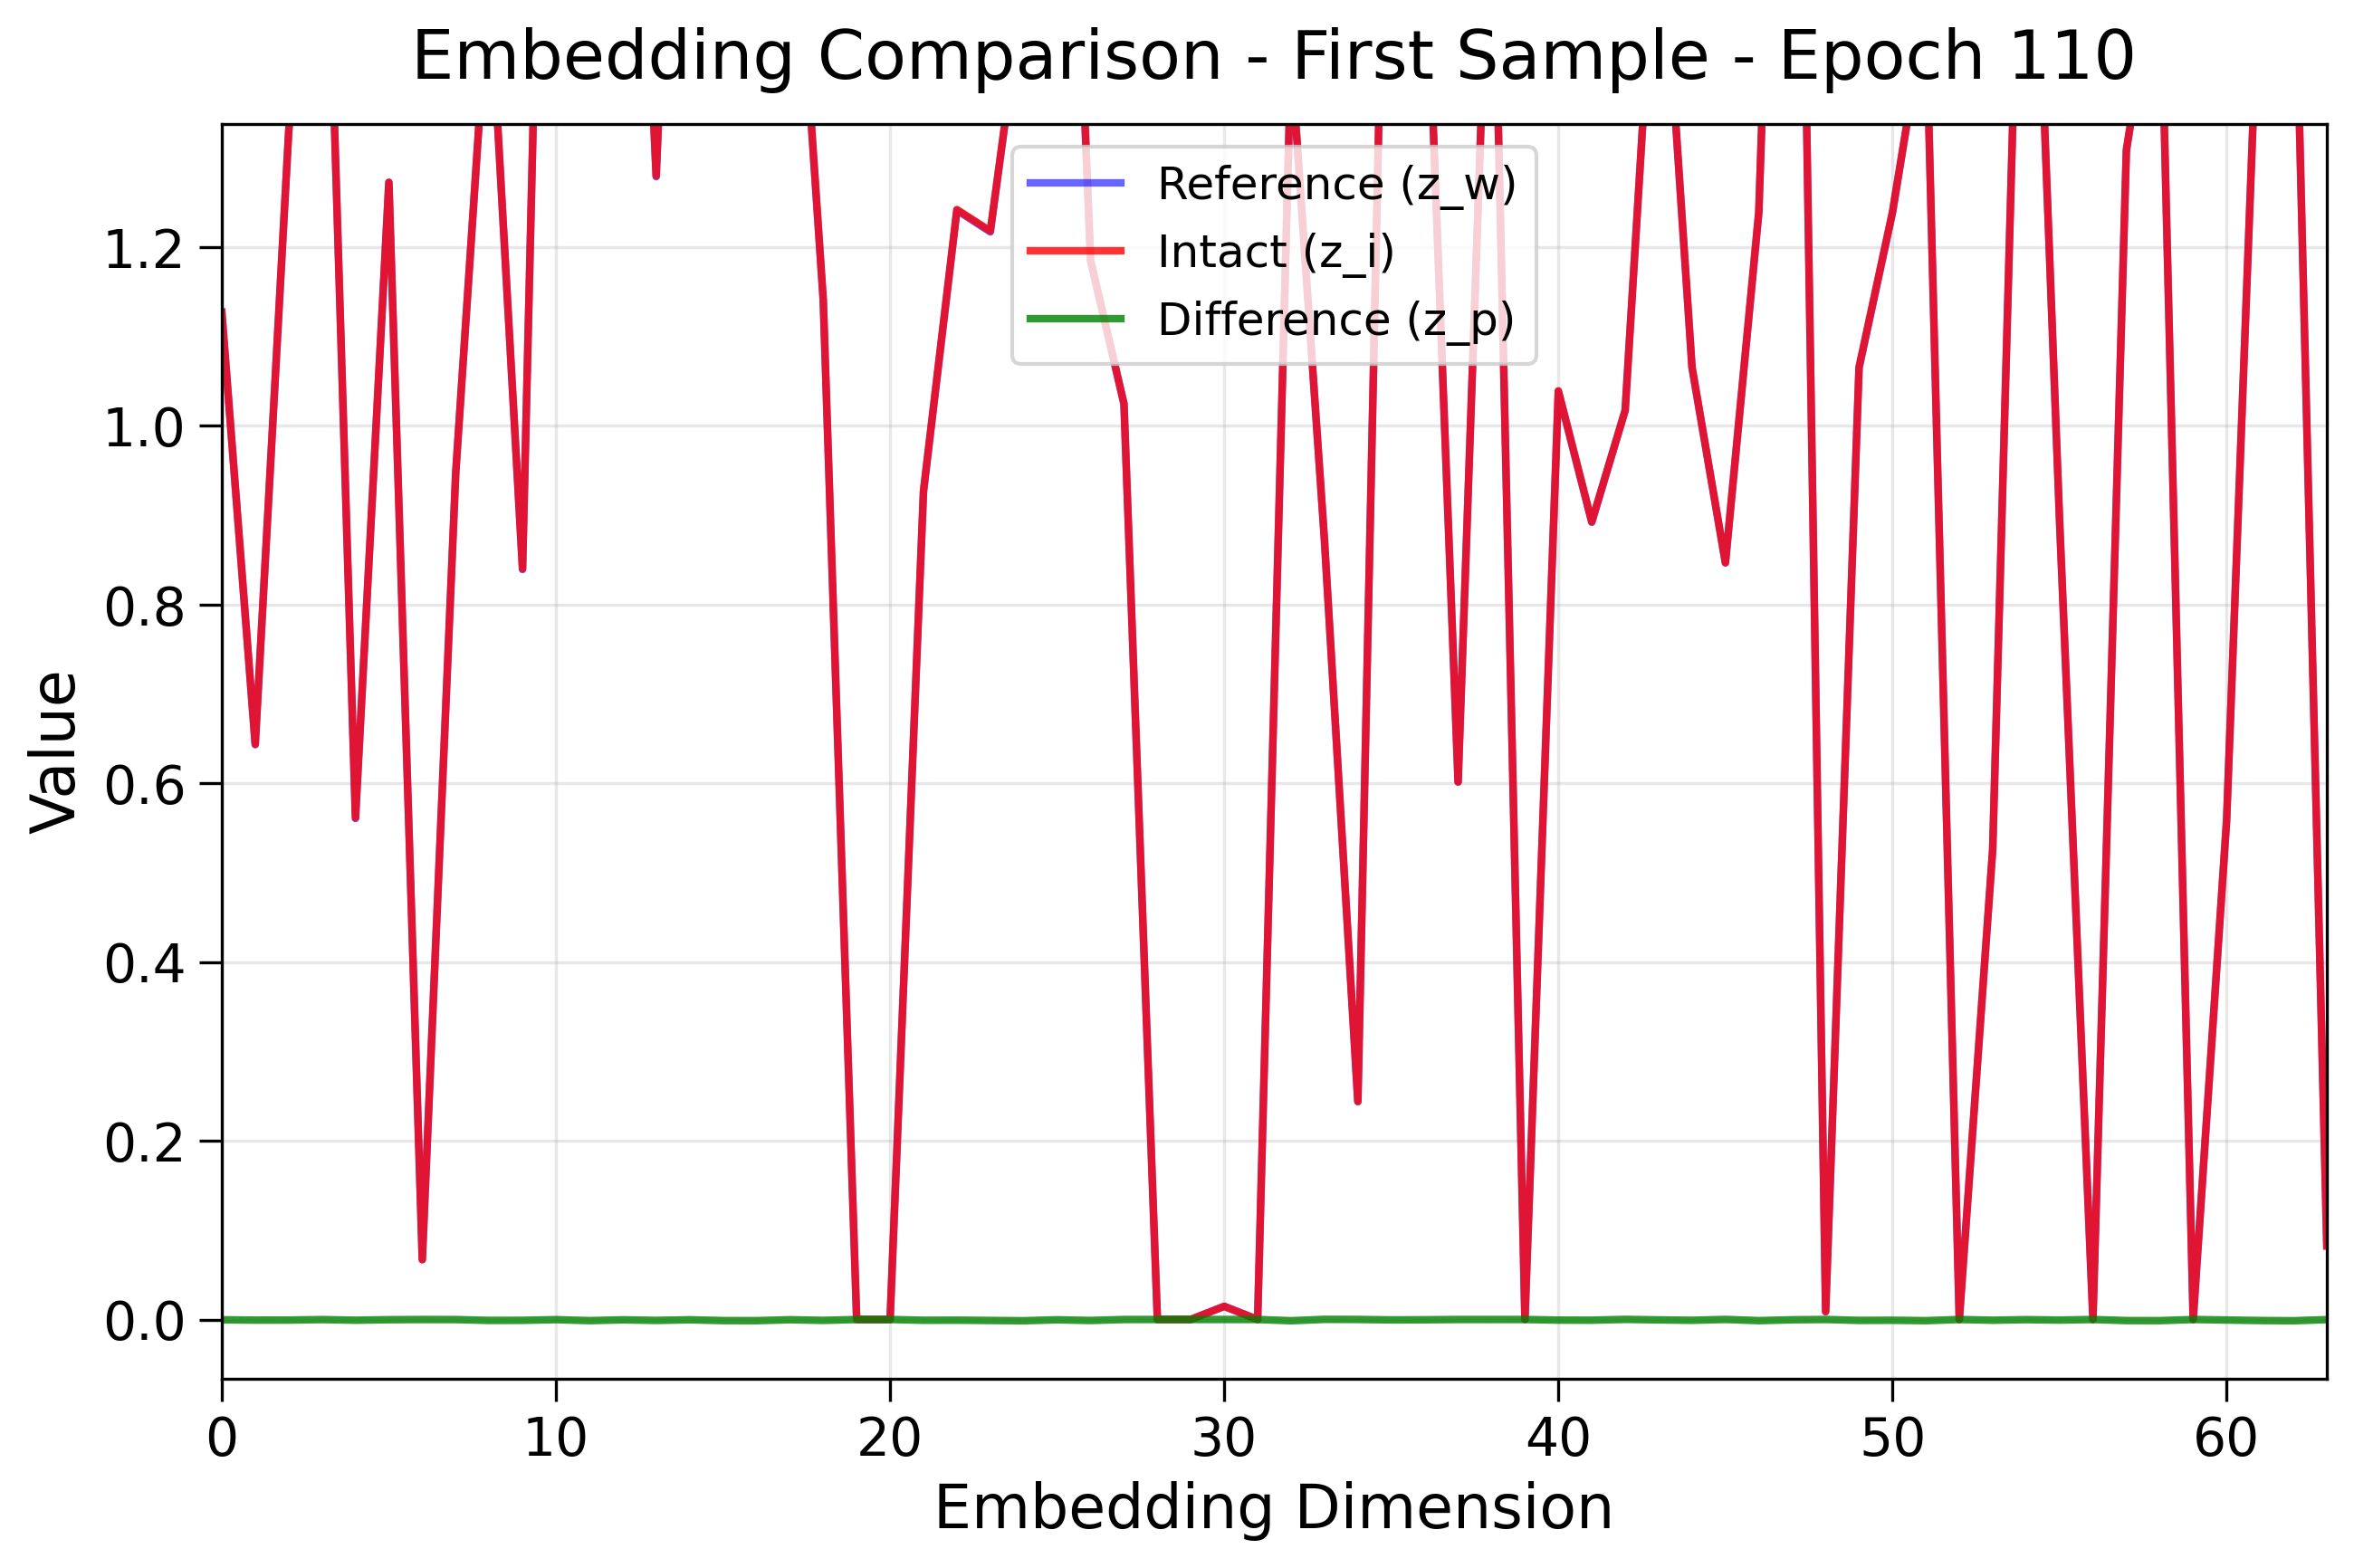 Embedding Comparison - First Sample - Epoch 110
Reference (z_w)
Intact (z_i)
Difference (z_p)
Value
1.2
1.0
0.8
0.6
0.4
0.2
0.0
0 10 20 30 40 50 60
Embedding Dimension